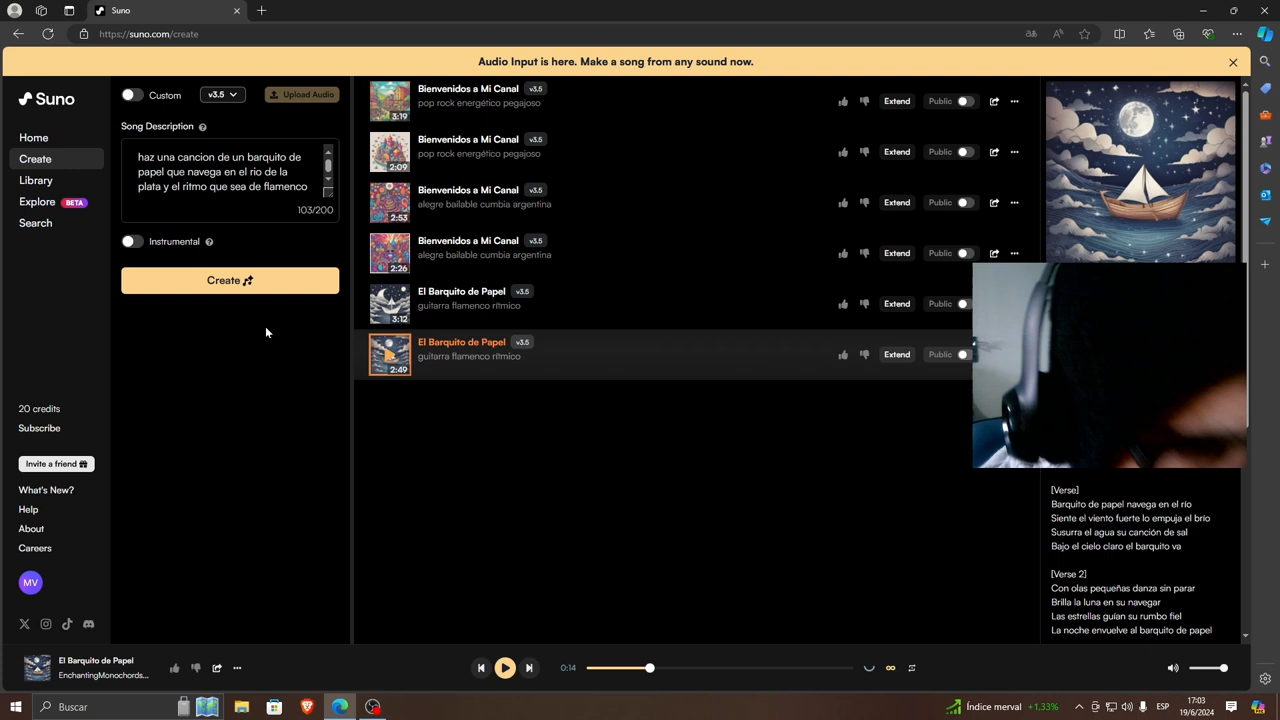 Suno
https://suno.com/create
Audio Input is here. Make a song from any sound now.
Suno
Home
Create
Library
Explore BETA
Search
20 credits
Subscribe
Invite a friend
What's New?
Help
About
Careers
MV
Custom
v3.5
Upload Audio
Song Description
haz una cancion de un barquito de
papel que navega en el rio de la
plata y el ritmo que sea de flamenco
103/200
Instrumental
Create
3:19
Bienvenidos a Mi Canal v3.5
pop rock energético pegajoso
Extend Public
2:09
Bienvenidos a Mi Canal v3.5
pop rock energético pegajoso
Extend Public
2:53
Bienvenidos a Mi Canal v3.5
alegre bailable cumbia argentina
Extend Public
2:26
Bienvenidos a Mi Canal v3.5
alegre bailable cumbia argentina
Extend Public
3:12
El Barquito de Papel v3.5
guitarra flamenco rítmico
Extend Public
2:49
El Barquito de Papel v3.5
guitarra flamenco rítmico
Extend Public
[Verse]
Barquito de papel navega en el río
Siente el viento fuerte lo empuja el brío
Susurra el agua su canción de sal
Bajo el cielo claro el barquito va
[Verse 2]
Con olas pequeñas danza sin parar
Brilla la luna en su navegar
Las estrellas guían su rumbo fiel
La noche envuelve al barquito de papel
El Barquito de Papel
EnchantingMonochords...
0:14
Buscar
Índice merval +1,33%
ESP
17:03
19/6/2024